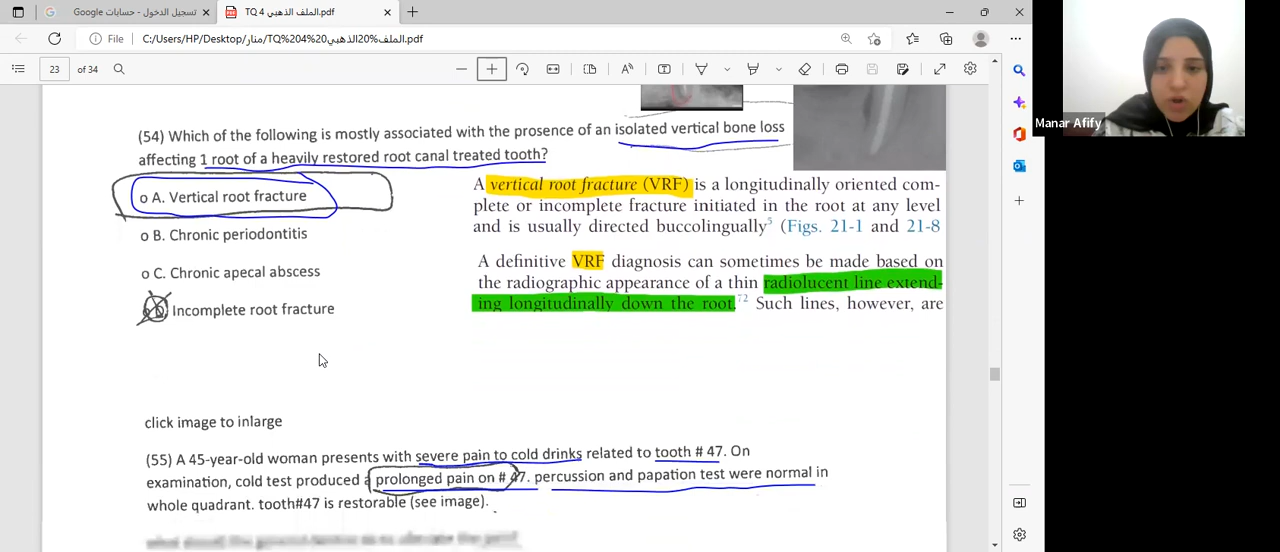 تسجيل الدخول - حسابات Google
الملف الذهبي 4 TQ.pdf
File
C:/Users/HP/Desktop/منار/TQ%204%20الملف%20الذهبي.pdf
23 of 34
Manar Afify
(54) Which of the following is mostly associated with the prosence of an isolated vertical bone loss
affecting 1 root of a heavily restored root canal treated tooth?
o A. Vertical root fracture
o B. Chronic periodontitis
o C. Chronic apecal abscess
Incomplete root fracture
A vertical root fracture (VRF) is a longitudinally oriented com-
plete or incomplete fracture initiated in the root at any level
and is usually directed buccolingually5 (Figs. 21-1 and 21-8
A definitive VRF diagnosis can sometimes be made based on
the radiographic appearance of a thin radiolucent line extend-
ing longitudinally down the root.72 Such lines, however, are
click image to inlarge
(55) A 45-year-old woman presents with severe pain to cold drinks related to tooth # 47. On
examination, cold test produced a prolonged pain on # 47. percussion and papation test were normal in
whole quadrant. tooth#47 is restorable (see image).